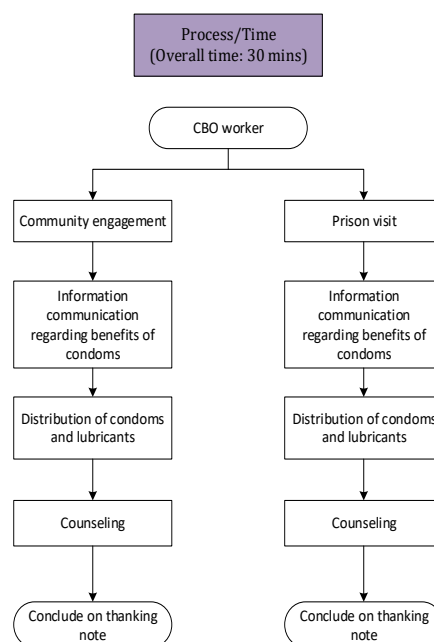 Process/Time
(Overall time: 30 mins)
CBO worker
Community engagement
Information
communication
regarding benefits of
condoms
Distribution of condoms
and lubricants
Counseling
Conclude on thanking
note
Prison visit
Information
communication
regarding benefits of
condoms
Distribution of condoms
and lubricants
Counseling
Conclude on thanking
note